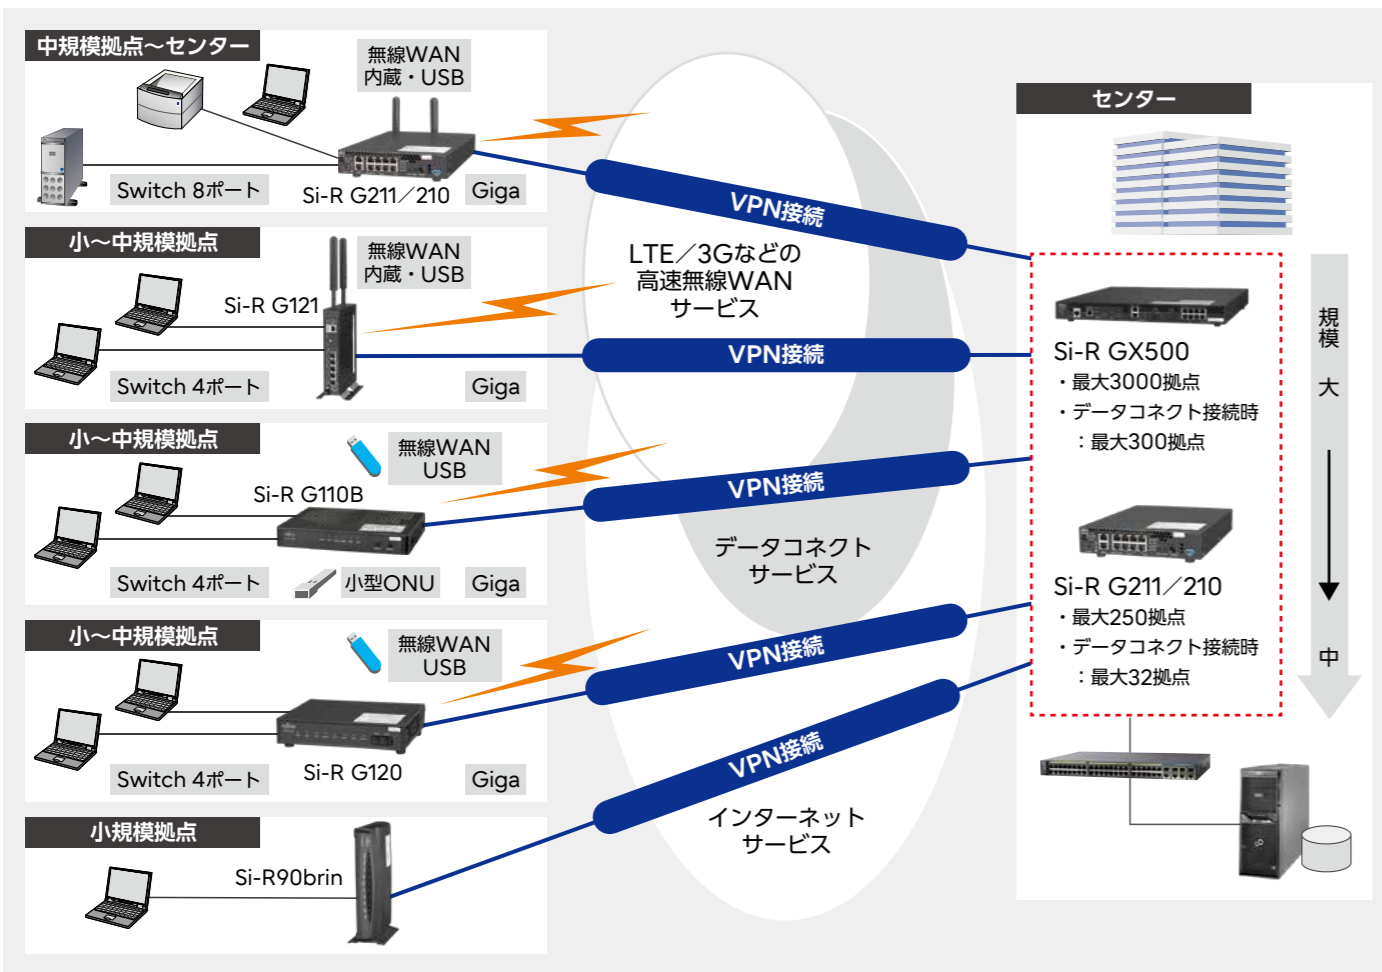 中規模拠点～センター
無線WAN
内蔵・USB
Switch 8ポート
Si-R G211／210
Giga
小～中規模拠点
無線WAN
内蔵・USB
Si-R G121
Switch 4ポート
Giga
小～中規模拠点
無線WAN
USB
Si-R G110B
Switch 4ポート
小型ONU
Giga
小～中規模拠点
無線WAN
USB
Switch 4ポート
Si-R G120
Giga
小規模拠点
Si-R90brin
VPN接続
LTE／3Gなどの
高速無線WAN
サービス
VPN接続
VPN接続
データコネクト
サービス
VPN接続
VPN接続
インターネット
サービス
センター
Si-R GX500
・最大3000拠点
・データコネクト接続時
：最大300拠点
Si-R G211／210
・最大250拠点
・データコネクト接続時
：最大32拠点
規模
大
中